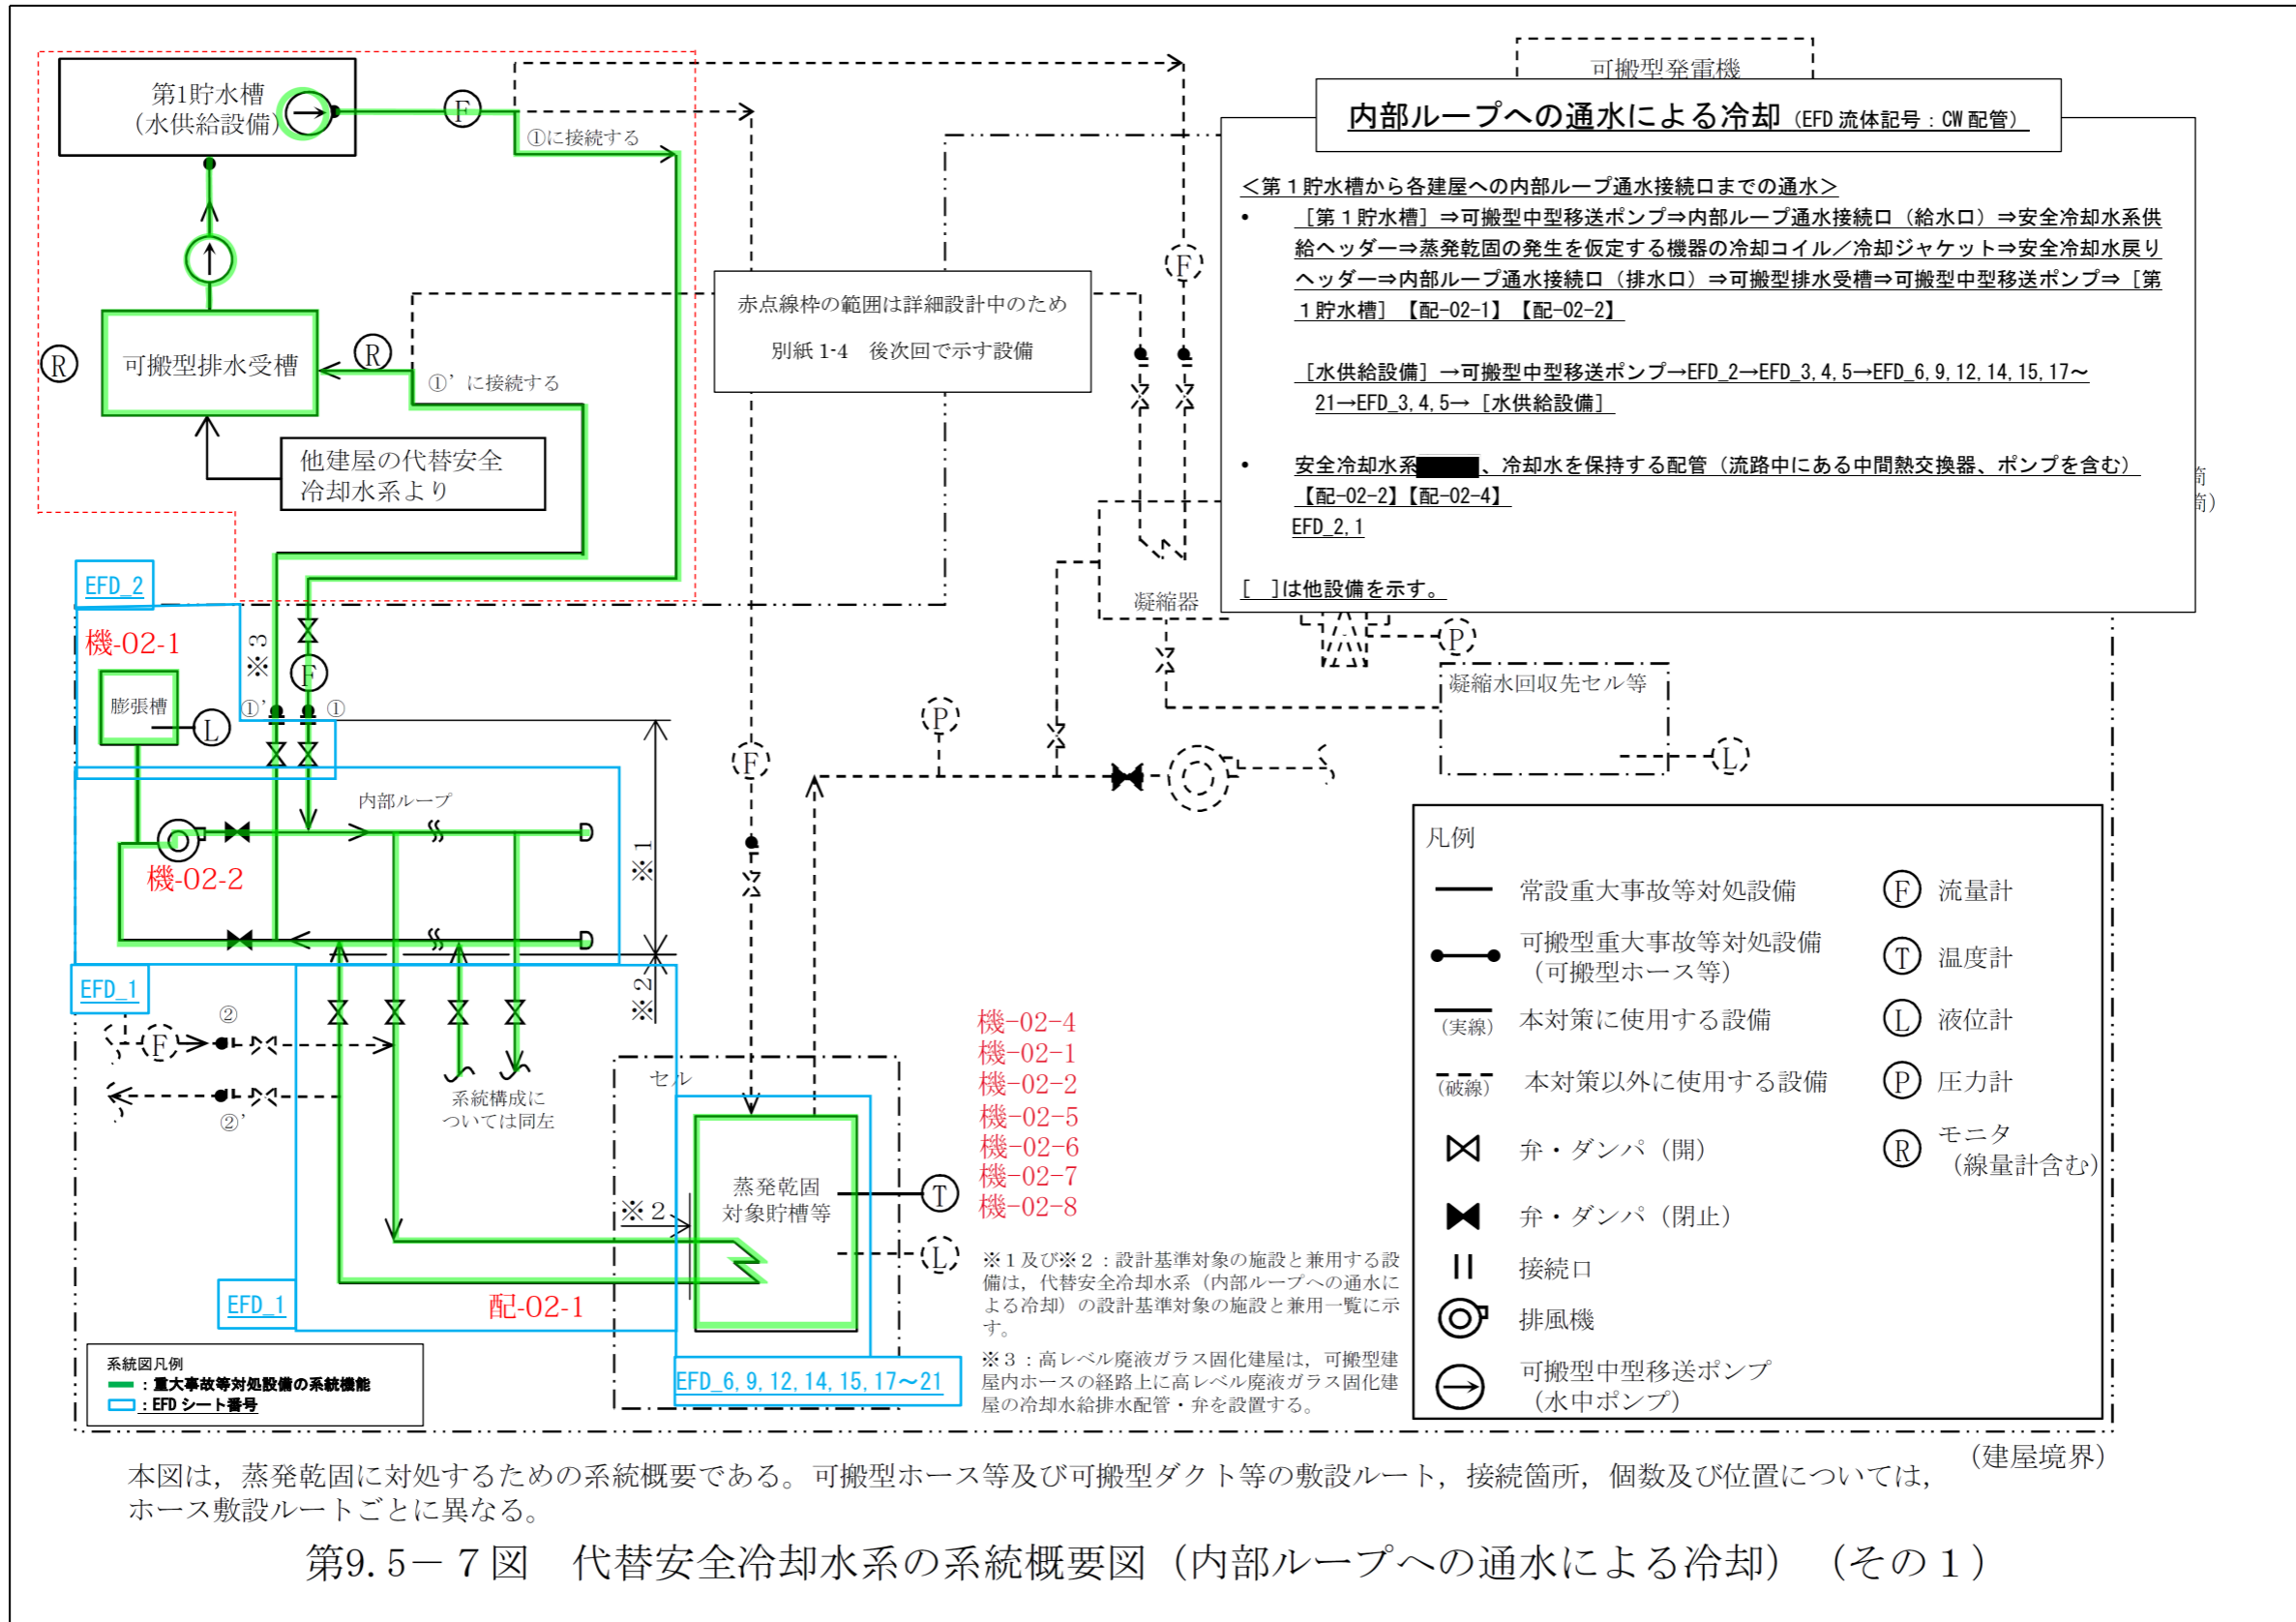 第1貯水槽
(水供給設備)
F
①に接続する
可搬型発電機
内部ループへの通水による冷却 (EFD 流体記号：CW 配管)
＜第１貯水槽から各建屋への内部ループ通水接続口までの通水＞
• ［第１貯水槽］⇒可搬型中型移送ポンプ⇒内部ループ通水接続口（給水口）⇒安全冷却水系供
給ヘッダー⇒蒸発乾固の発生を仮定する機器の冷却コイル／冷却ジャケット⇒安全冷却水戻り
ヘッダー⇒内部ループ通水接続口（排水口）⇒可搬型排水受槽⇒可搬型中型移送ポンプ⇒［第
１貯水槽］【配-02-1】【配-02-2】
［水供給設備］→可搬型中型移送ポンプ→EFD_2→EFD_3,4,5→EFD_6,9,12,14,15,17～
21→EFD_3,4,5→［水供給設備］
• 安全冷却水系 、冷却水を保持する配管（流路中にある中間熱交換器、ポンプを含む）
【配-02-2】【配-02-4】
EFD_2,1
[ ]は他設備を示す。
筒
筒）
赤点線枠の範囲は詳細設計中のため
別紙 1-4 後次回で示す設備
F
R
可搬型排水受槽
R
①’に接続する
他建屋の代替安全
冷却水系より
EFD_2
機-02-1
※３
F
膨張槽
L
①’
①
凝縮器
P
凝縮水回収先セル等
L
P
F
内部ループ
※１
機-02-2
EFD_1
※２
②
F
②’
系統構成に
ついては同左
セル
蒸発乾固
対象貯槽等
※２
T
L
機-02-4
機-02-1
機-02-2
機-02-5
機-02-6
機-02-7
機-02-8
EFD_1
配-02-1
EFD_6,9,12,14,15,17～21
※１及び※２：設計基準対象の施設と兼用する設
備は，代替安全冷却水系（内部ループへの通水に
よる冷却）の設計基準対象の施設と兼用一覧に示
す。
※３：高レベル廃液ガラス固化建屋は，可搬型建
屋内ホースの経路上に高レベル廃液ガラス固化建
屋の冷却水給排水配管・弁を設置する。
系統図凡例
：重大事故等対処設備の系統機能
：EFD シート番号
凡例
常設重大事故等対処設備
F 流量計
可搬型重大事故等対処設備
（可搬型ホース等）
T 温度計
(実線) 本対策に使用する設備
L 液位計
(破線) 本対策以外に使用する設備
P 圧力計
弁・ダンパ（開）
R モニタ
（線量計含む）
弁・ダンパ（閉止）
接続口
排風機
可搬型中型移送ポンプ
（水中ポンプ）
（建屋境界）
本図は，蒸発乾固に対処するための系統概要である。可搬型ホース等及び可搬型ダクト等の敷設ルート，接続箇所，個数及び位置については，
ホース敷設ルートごとに異なる。
第9.5－７図 代替安全冷却水系の系統概要図（内部ループへの通水による冷却）（その１）